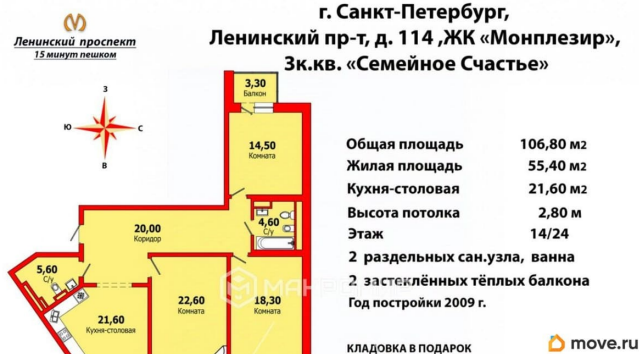 г. Санкт-Петербург,
Ленинский пр-т, д. 114 ,ЖК «Монплезир»,
3к.кв. «Семейное Счастье»
Ленинский проспект
15 минут пешком
З
Ю
С
В
3,30
Балкон
14,50
Комната
20,00
Коридор
4,60
С/у
5,60
С/у
21,60
Кухня-столовая
22,60
Комната
18,30
Комната
Общая площадь 106,80 м2
Жилая площадь 55,40 м2
Кухня-столовая 21,60 м2
Высота потолка 2,80 м
Этаж 14/24
2 раздельных сан.узла, ванна
2 застеклённых тёплых балкона
Год постройки 2009 г.
КЛАДОВКА В ПОДАРОК
move.ru